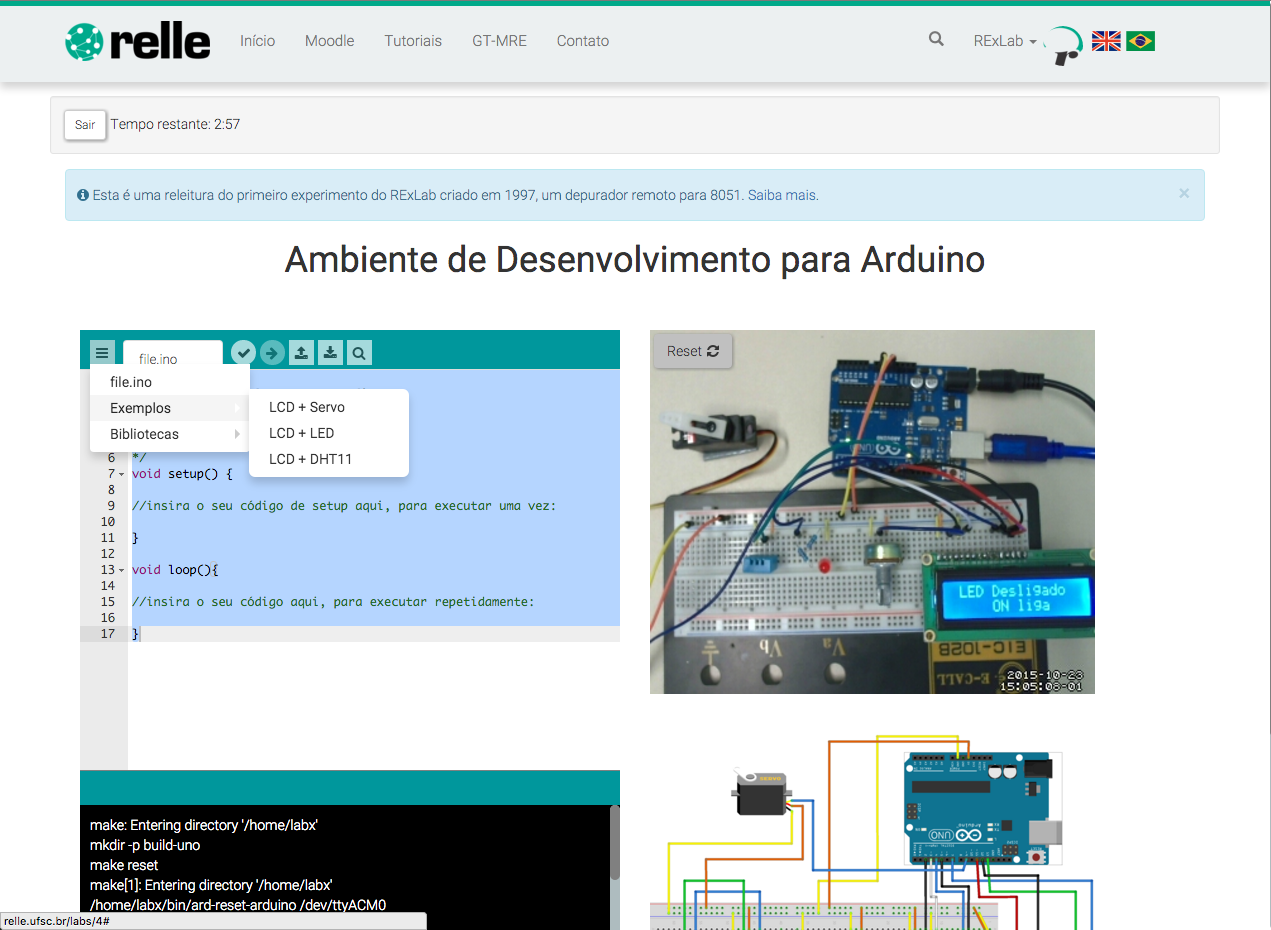 relle
Início
Moodle
Tutoriais
GT-MRE
Contato
RExLab
Sair
Tempo restante: 2:57
Esta é uma releitura do primeiro experimento do RExLab criado em 1997, um depurador remoto para 8051. Saiba mais.
×
Ambiente de Desenvolvimento para Arduino
file.ino
file.ino
Exemplos
Bibliotecas
LCD + Servo
LCD + LED
LCD + DHT11
6 */
7 void setup() {
8
9 //insira o seu código de setup aqui, para executar uma vez:
10
11 }
12
13 void loop(){
14
15 //insira o seu código aqui, para executar repetidamente:
16
17 }
Reset
LED Desligado
ON liga
Vb
Va
EIC-102B
E-CALL
2015-10-23
15:05:08-01
make: Entering directory '/home/labx'
mkdir -p build-uno
make reset
make[1]: Entering directory '/home/labx'
/home/labx/bin/ard-reset-arduino /dev/ttyACM0
SERVO
UNO
relle.ufsc.br/labs/4#